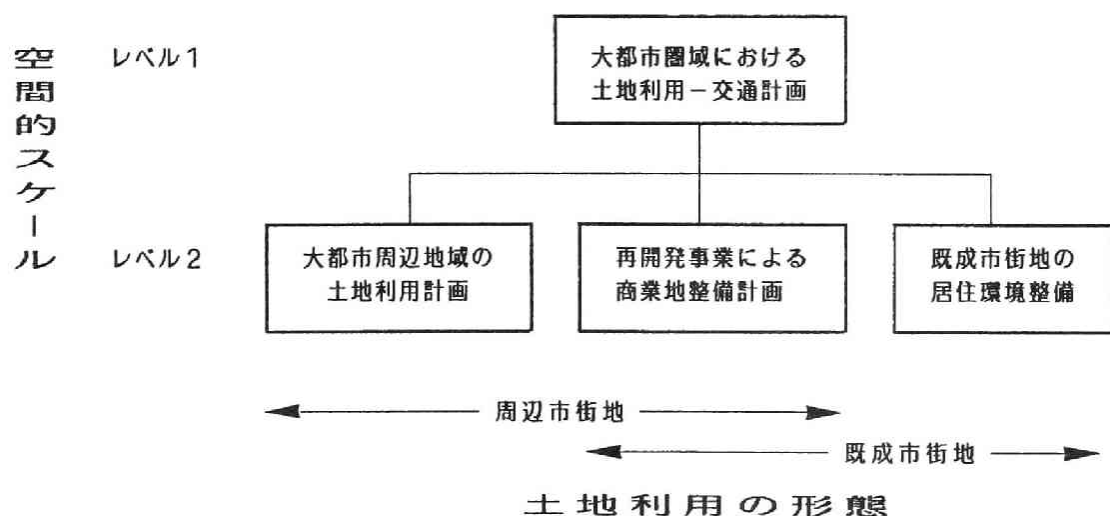 空間的スケール
レベル1
大都市圏域における
土地利用－交通計画
レベル2
大都市周辺地域の
土地利用計画
再開発事業による
商業地整備計画
既成市街地の
居住環境整備
周辺市街地
既成市街地
土地利用の形態